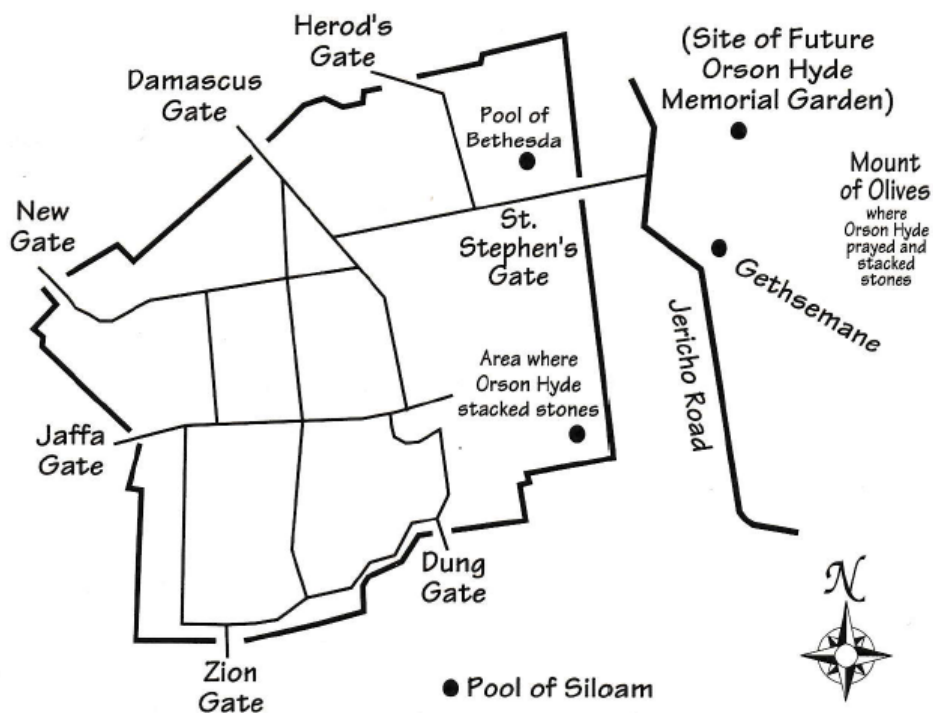 Herod's
Gate
(Site of Future
Orson Hyde
Memorial Garden)
Damascus
Gate
Pool of
Bethesda
Mount
of Olives
where
Orson Hyde
prayed and
stacked
stones
New
Gate
St.
Stephen's
Gate
Gethsemane
Jericho Road
Area where
Orson Hyde
stacked stones
Jaffa
Gate
Dung
Gate
N
Zion
Gate
Pool of Siloam